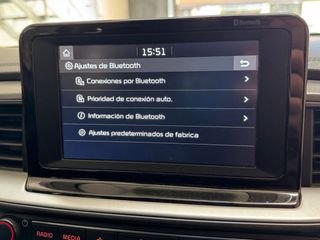 Bluetooth
15:51
Ajustes de Bluetooth
Conexiones por Bluetooth
Prioridad de conexión auto.
Información de Bluetooth
Ajustes predeterminados de fabrica
RADIO MEDIA